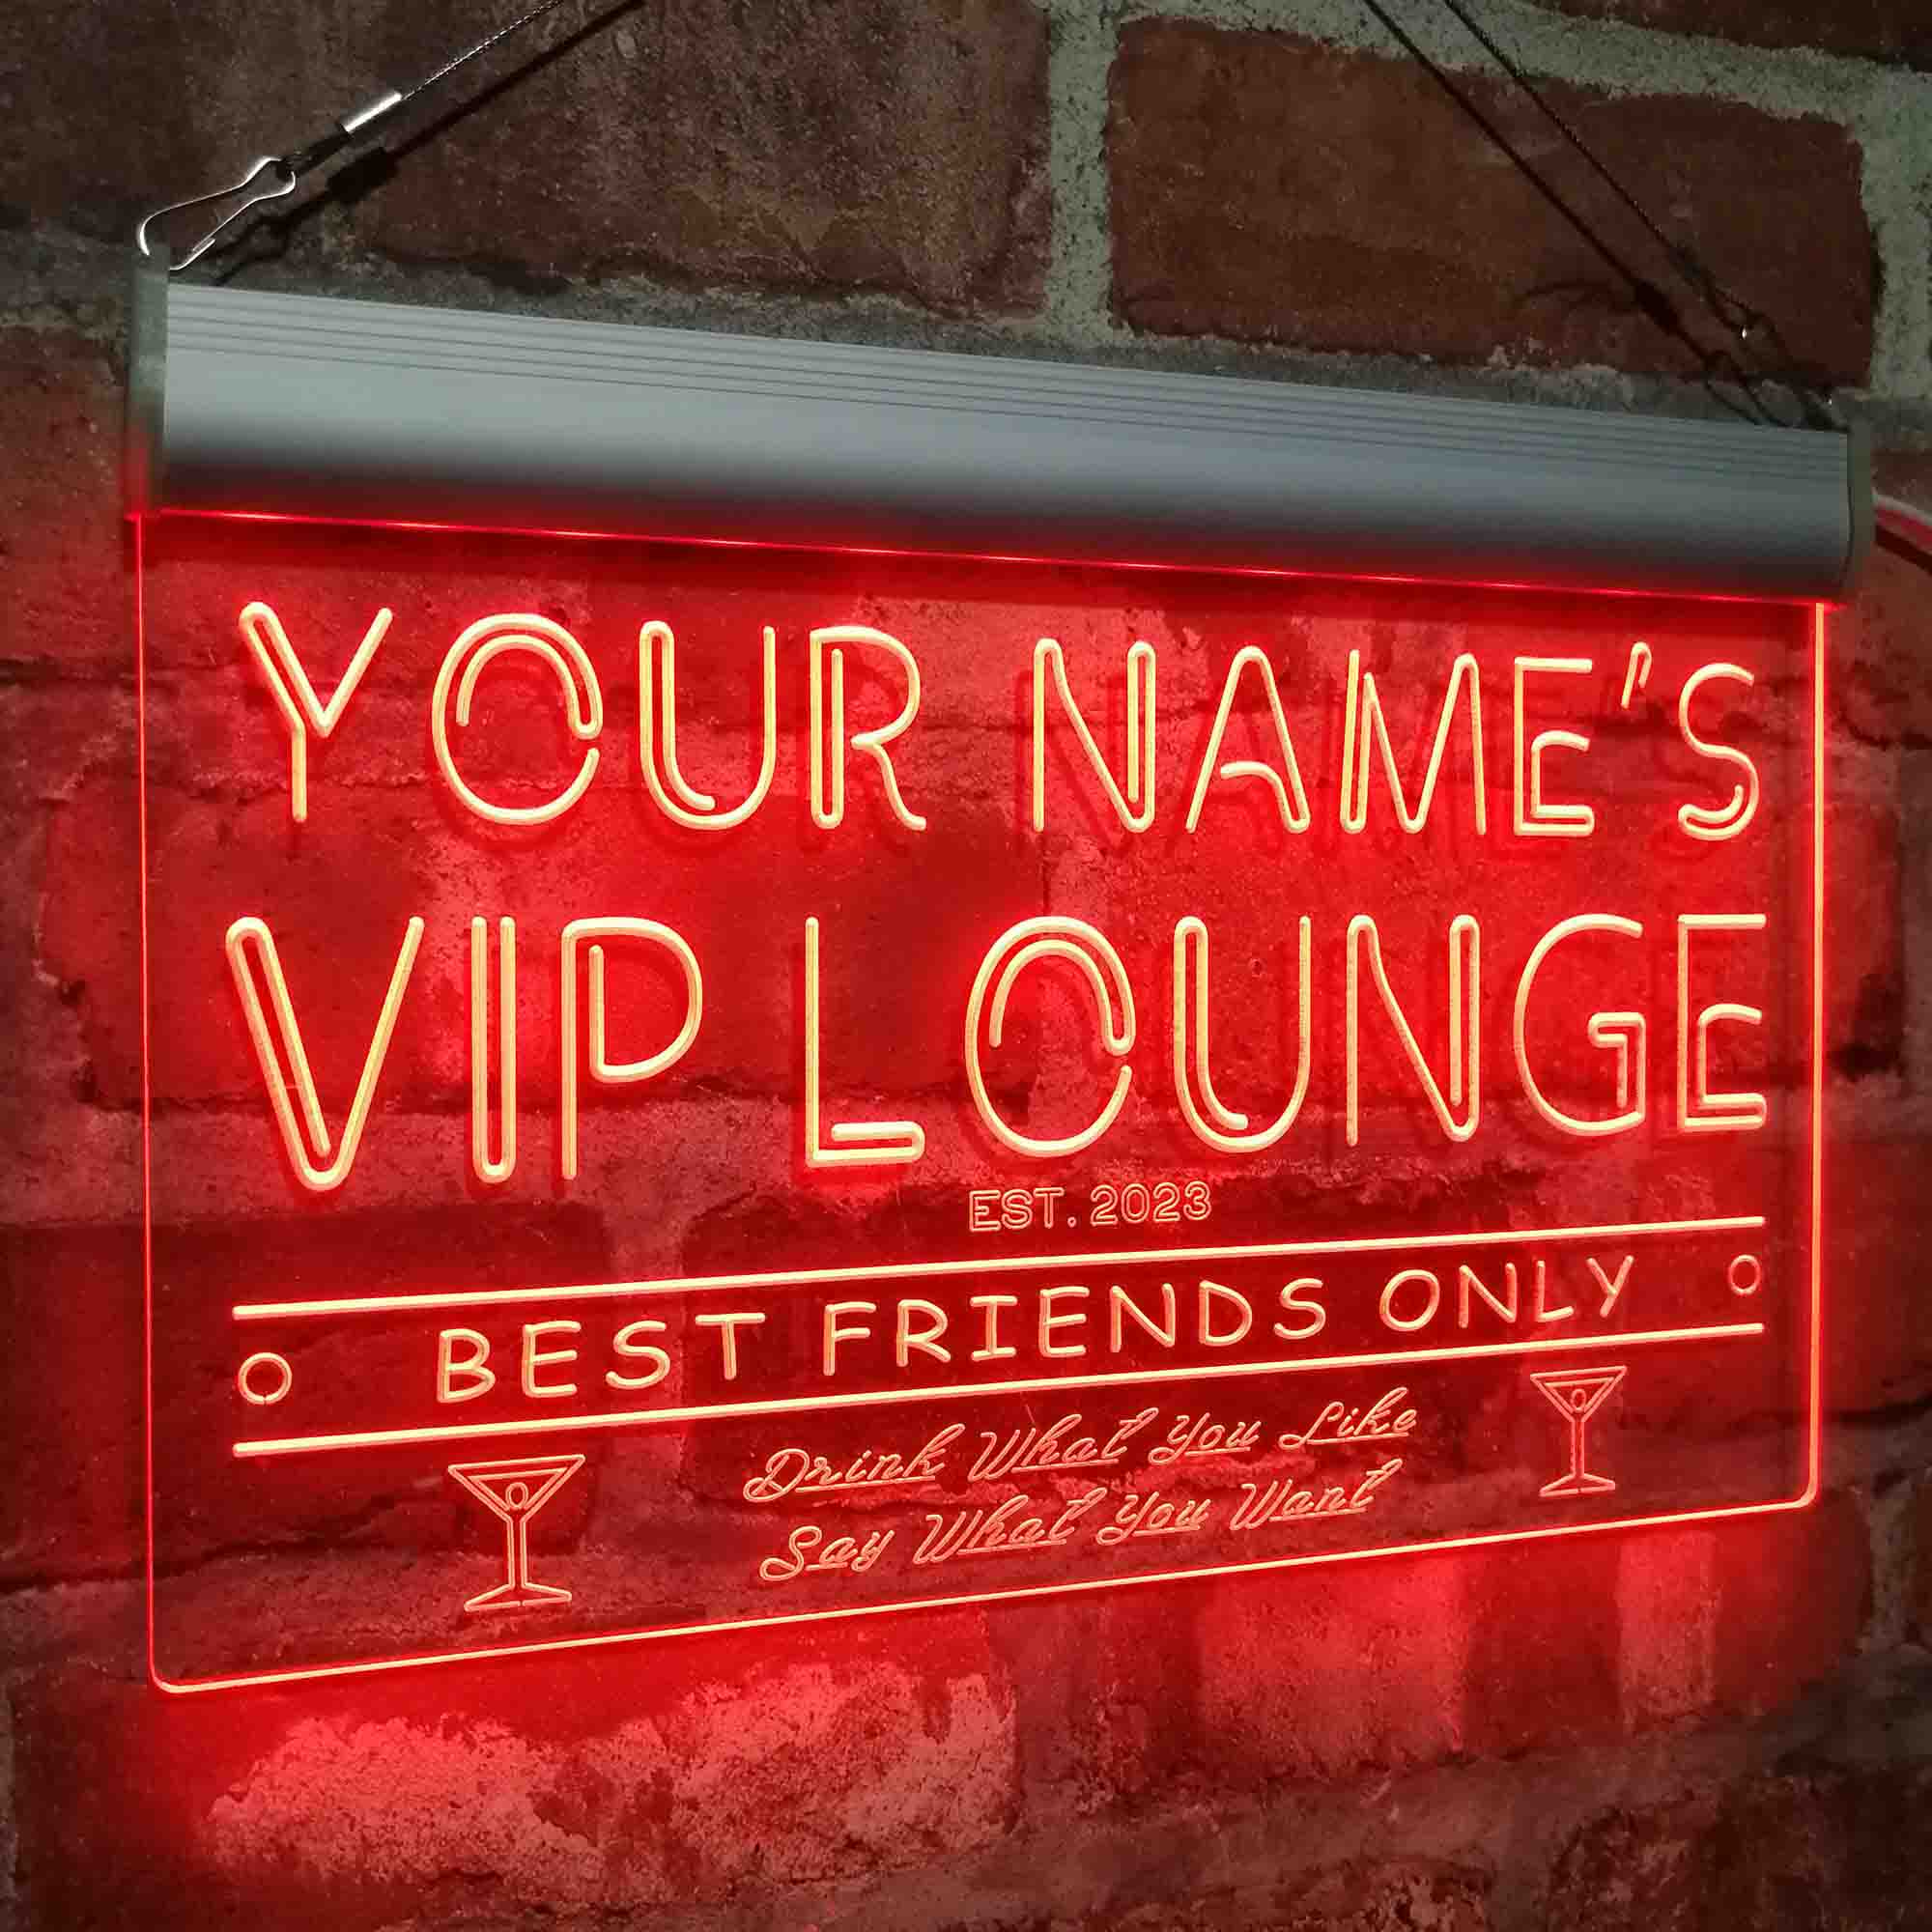 YOUR NAME'S
VIP LOUNGE
EST. 2023
BEST FRIENDS ONLY
Drink What You Like
Say What You Want